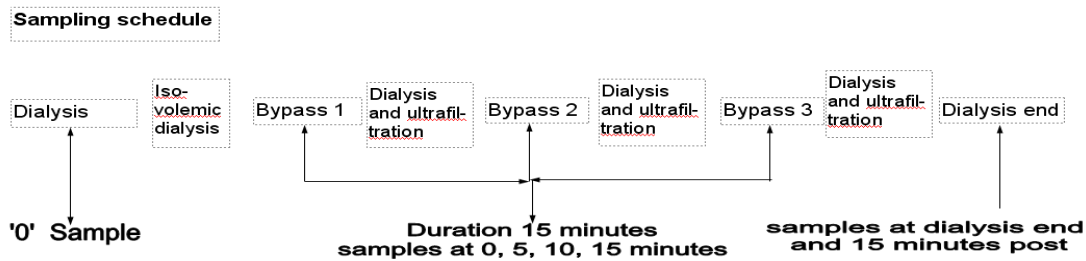 Sampling schedule
Dialysis
Iso-
volemic
dialysis
Bypass 1
Dialysis
and ultrafil-
tration
Bypass 2
Dialysis
and ultrafil-
tration
Bypass 3
Dialysis
and ultrafil-
tration
Dialysis end
'0' Sample
Duration 15 minutes
samples at 0, 5, 10, 15 minutes
samples at dialysis end
and 15 minutes post